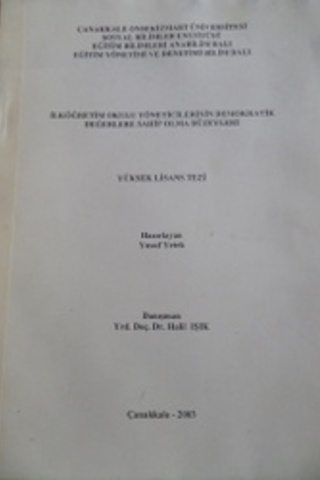 ÇANAKKALE ONSEKİZ MART ÜNİVERSİTESİ
SOSYAL BİLİMLER ENSTİTÜSÜ
EĞİTİM BİLİMLERİ ANABİLİM DALI
EĞİTİM YÖNETİMİ VE DENETİMİ BİLİM DALI
İLKÖĞRETİM OKULU YÖNETİCİLERİNİN DEMOKRATİK
DEĞERLERE SAHİP OLMA DÜZEYLERİ
YÜKSEK LİSANS TEZİ
Hazırlayan
Yusuf
Danışman
Yrd. Doç. Dr. Halil IŞIK
Çanakkale - 2003